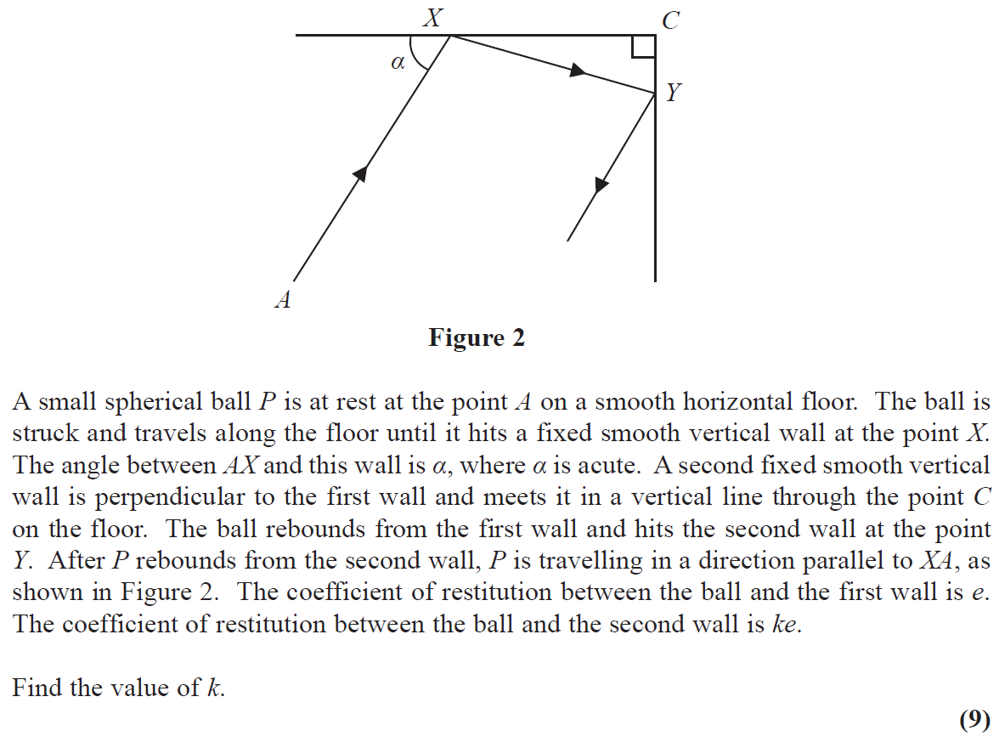 X
C
α
Y
A
Figure 2
A small spherical ball P is at rest at the point A on a smooth horizontal floor. The ball is
struck and travels along the floor until it hits a fixed smooth vertical wall at the point X.
The angle between AX and this wall is α, where α is acute. A second fixed smooth vertical
wall is perpendicular to the first wall and meets it in a vertical line through the point C
on the floor. The ball rebounds from the first wall and hits the second wall at the point
Y. After P rebounds from the second wall, P is travelling in a direction parallel to XA, as
shown in Figure 2. The coefficient of restitution between the ball and the first wall is e.
The coefficient of restitution between the ball and the second wall is ke.
Find the value of k.
(9)